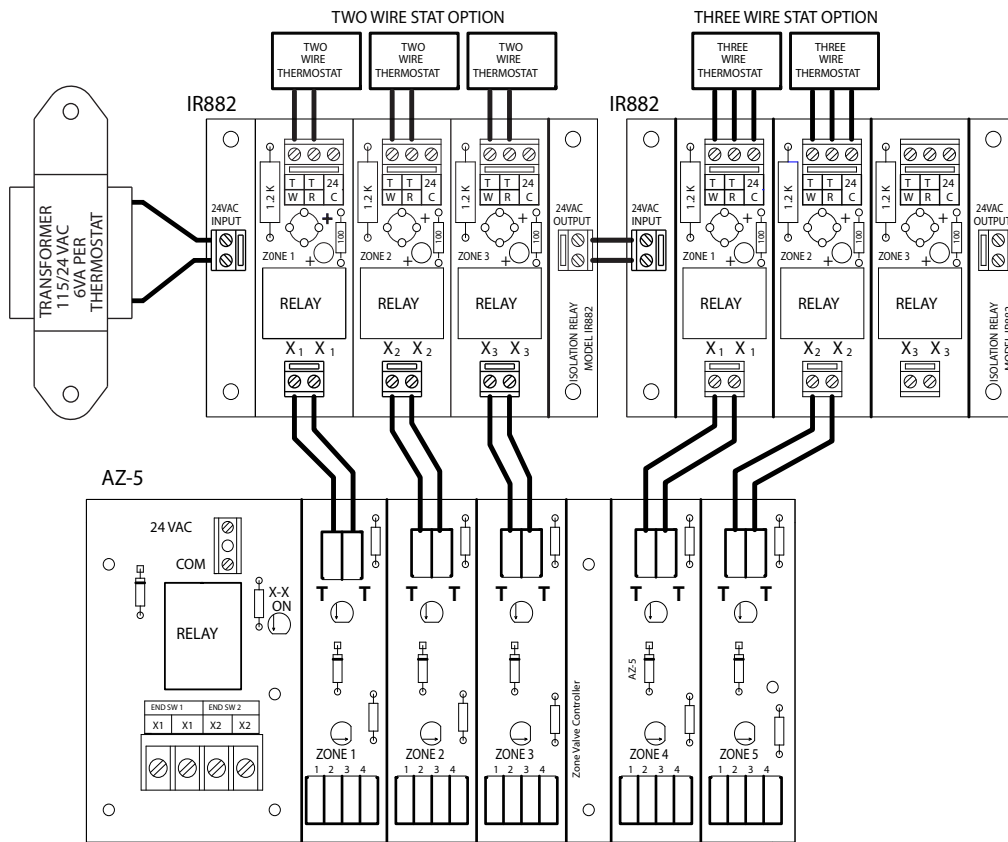 TWO WIRE STAT OPTION
THREE WIRE STAT OPTION
TWO
WIRE
THERMOSTAT
TWO
WIRE
THERMOSTAT
TWO
WIRE
THERMOSTAT
THREE
WIRE
THERMOSTAT
THREE
WIRE
THERMOSTAT
IR882
IR882
TRANSFORMER
115/24 VAC
6VA PER
THERMOSTAT
24VAC
INPUT
1.2 K
T T 24
W R C
+
100
ZONE 1
+
RELAY
X1 X1
1.2 K
T T 24
W R C
+
100
ZONE 2
+
RELAY
X2 X2
1.2 K
T T 24
W R C
+
100
ZONE 3
+
RELAY
X3 X3
24VAC
OUTPUT
ISOLATION RELAY
MODEL IR882
24VAC
INPUT
1.2 K
T T 24
W R C
+
100
ZONE 1
+
RELAY
X1 X1
1.2 K
T T 24
W R C
+
100
ZONE 2
+
RELAY
X2 X2
1.2 K
T T 24
W R C
+
100
ZONE 3
+
RELAY
X3 X3
24VAC
OUTPUT
ISOLATION RELAY
MODEL IR882
AZ-5
24 VAC
COM
RELAY
X-X
ON
END SW 1 END SW 2
X1 X1 X2 X2
T T
ZONE 1
1 2 3 4
T T
ZONE 2
1 2 3 4
T T
ZONE 3
1 2 3 4
Zone Valve Controller
T T
AZ-5
ZONE 4
1 2 3 4
T T
ZONE 5
1 2 3 4